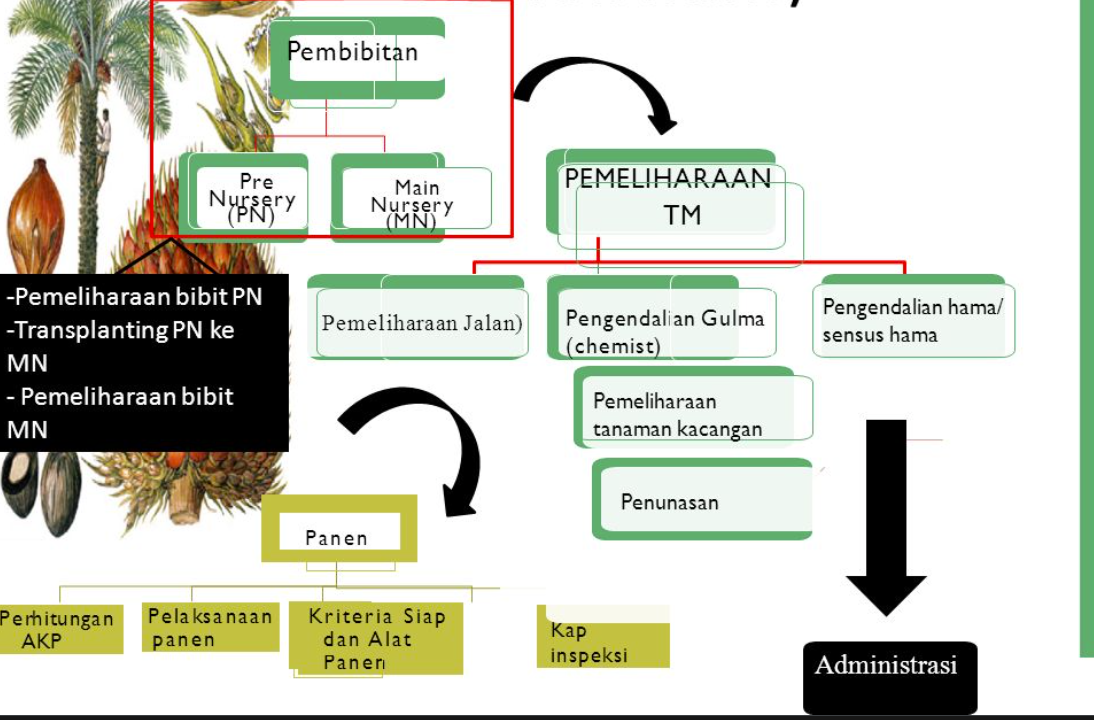 Pembibitan
Pre
Nursery
(PN)
Main
Nursery
(MN)
PEMELIHARAAN
TM
-Pemeliharaan bibit PN
-Transplanting PN ke
MN
- Pemeliharaan bibit
MN
Pemeliharaan Jalan)
Pengendalian Gulma
(chemist)
Pengendalian hama/
sensus hama
Pemeliharaan
tanaman kacangan
Penunasan
Panen
Perhitungan
AKP
Pelaksanaan
panen
Kriteria Siap
dan Alat
Panen
Kap
inspeksi
Administrasi